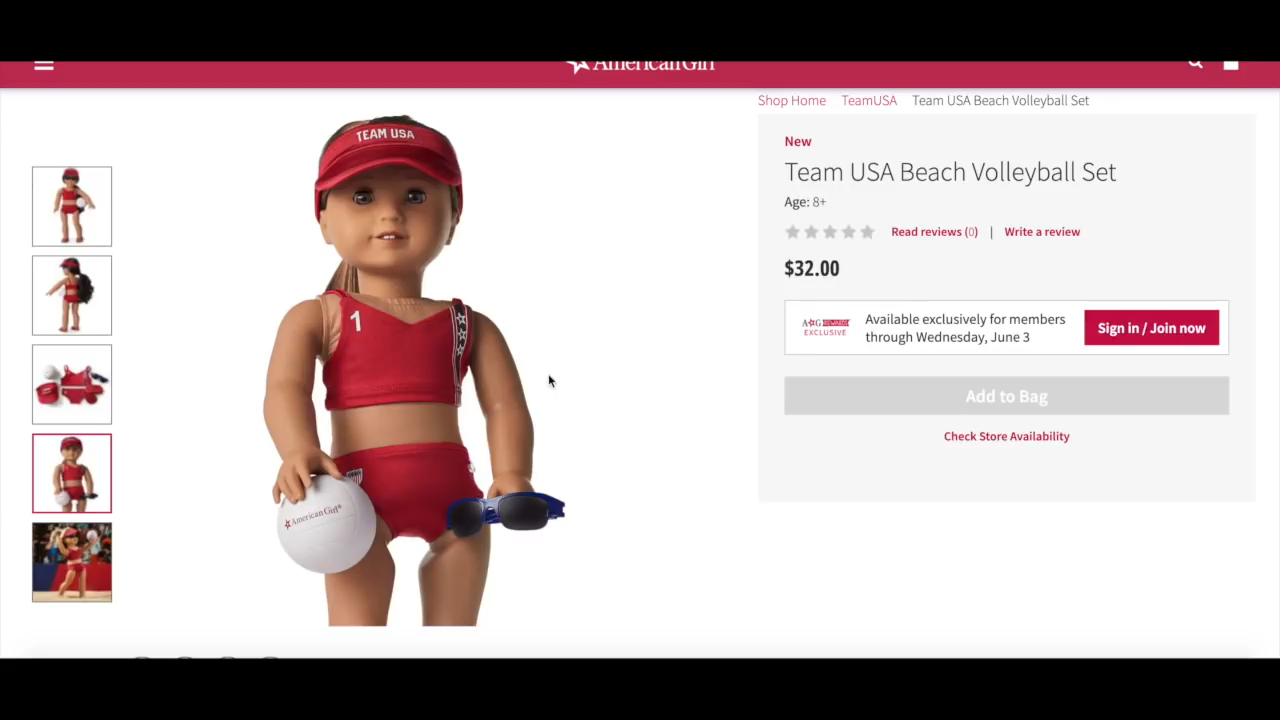 American Girl
Shop Home TeamUSA Team USA Beach Volleyball Set
New
Team USA Beach Volleyball Set
Age: 8+
Read reviews (0) | Write a review
$32.00
Available exclusively for members
through Wednesday, June 3
EXCLUSIVE
Sign in / Join now
Add to Bag
Check Store Availability
TEAM USA
1
American Girl®